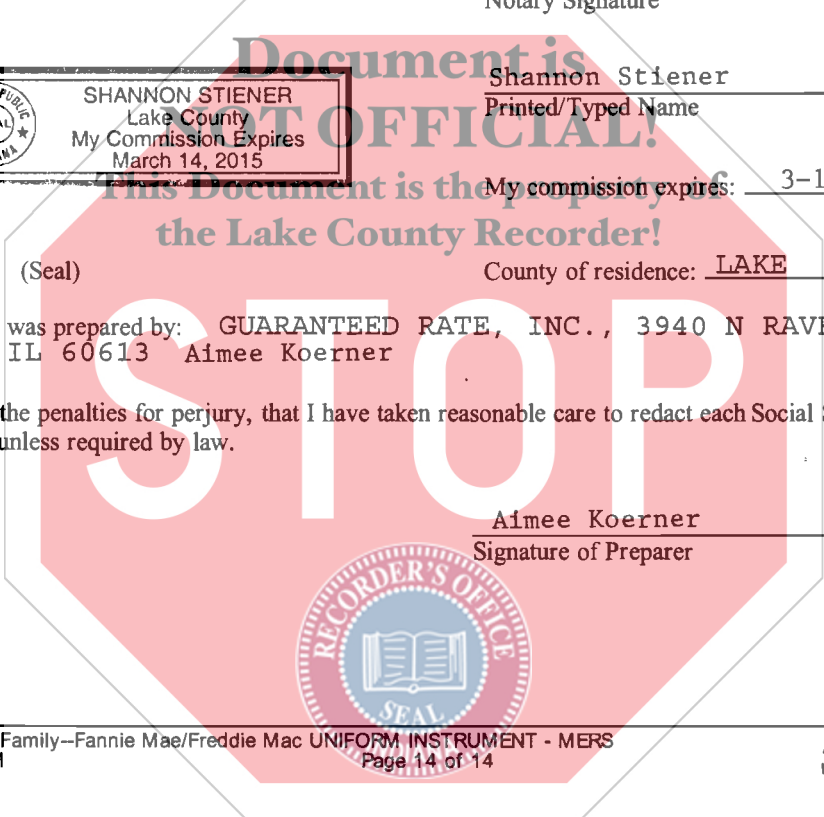 Notary Signature
Document is
NOT OFFICIAL!
This Document is the property of
the Lake County Recorder!
SHANNON STIENER
Lake County
My Commission Expires
March 14, 2015
Shannon Stiener
Printed/Typed Name
My commission expires: 3-1
(Seal)
County of residence: LAKE
was prepared by: GUARANTEED RATE, INC., 3940 N RAVE
IL 60613 Aimee Koerner
the penalties for perjury, that I have taken reasonable care to redact each Social
unless required by law.
STOP
Aimee Koerner
Signature of Preparer
RECORDER'S OFFICE
SEAL
Family--Fannie Mae/Freddie Mac UNIFORM INSTRUMENT - MERS
Page 14 of 14